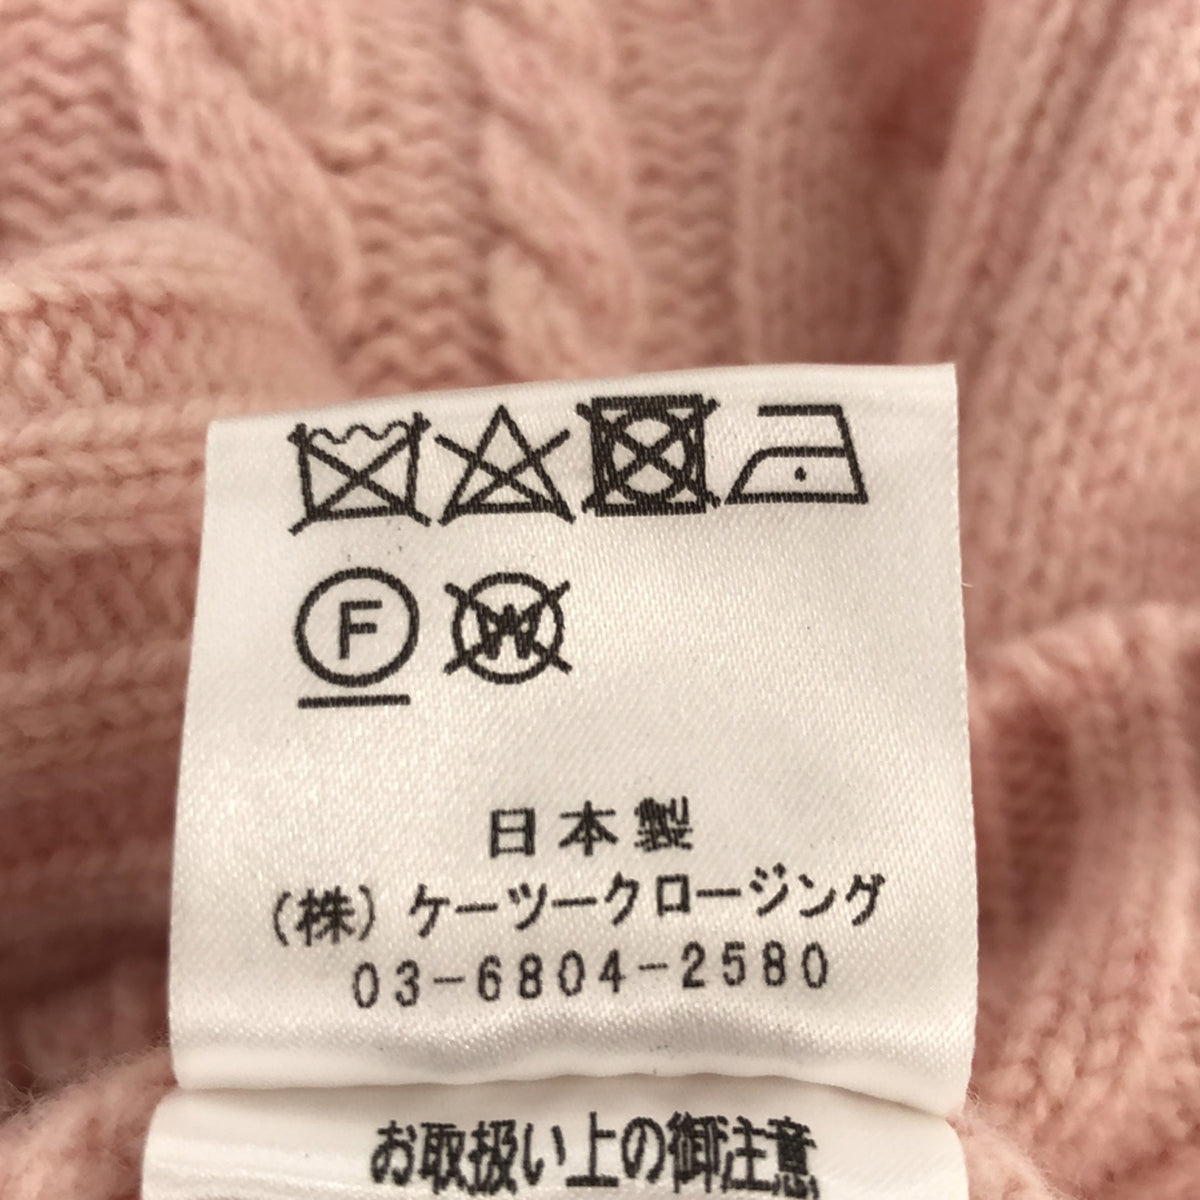 F W
日本製
(株)ケーツークロージング
03-6804-2580
お取扱い上の御注意